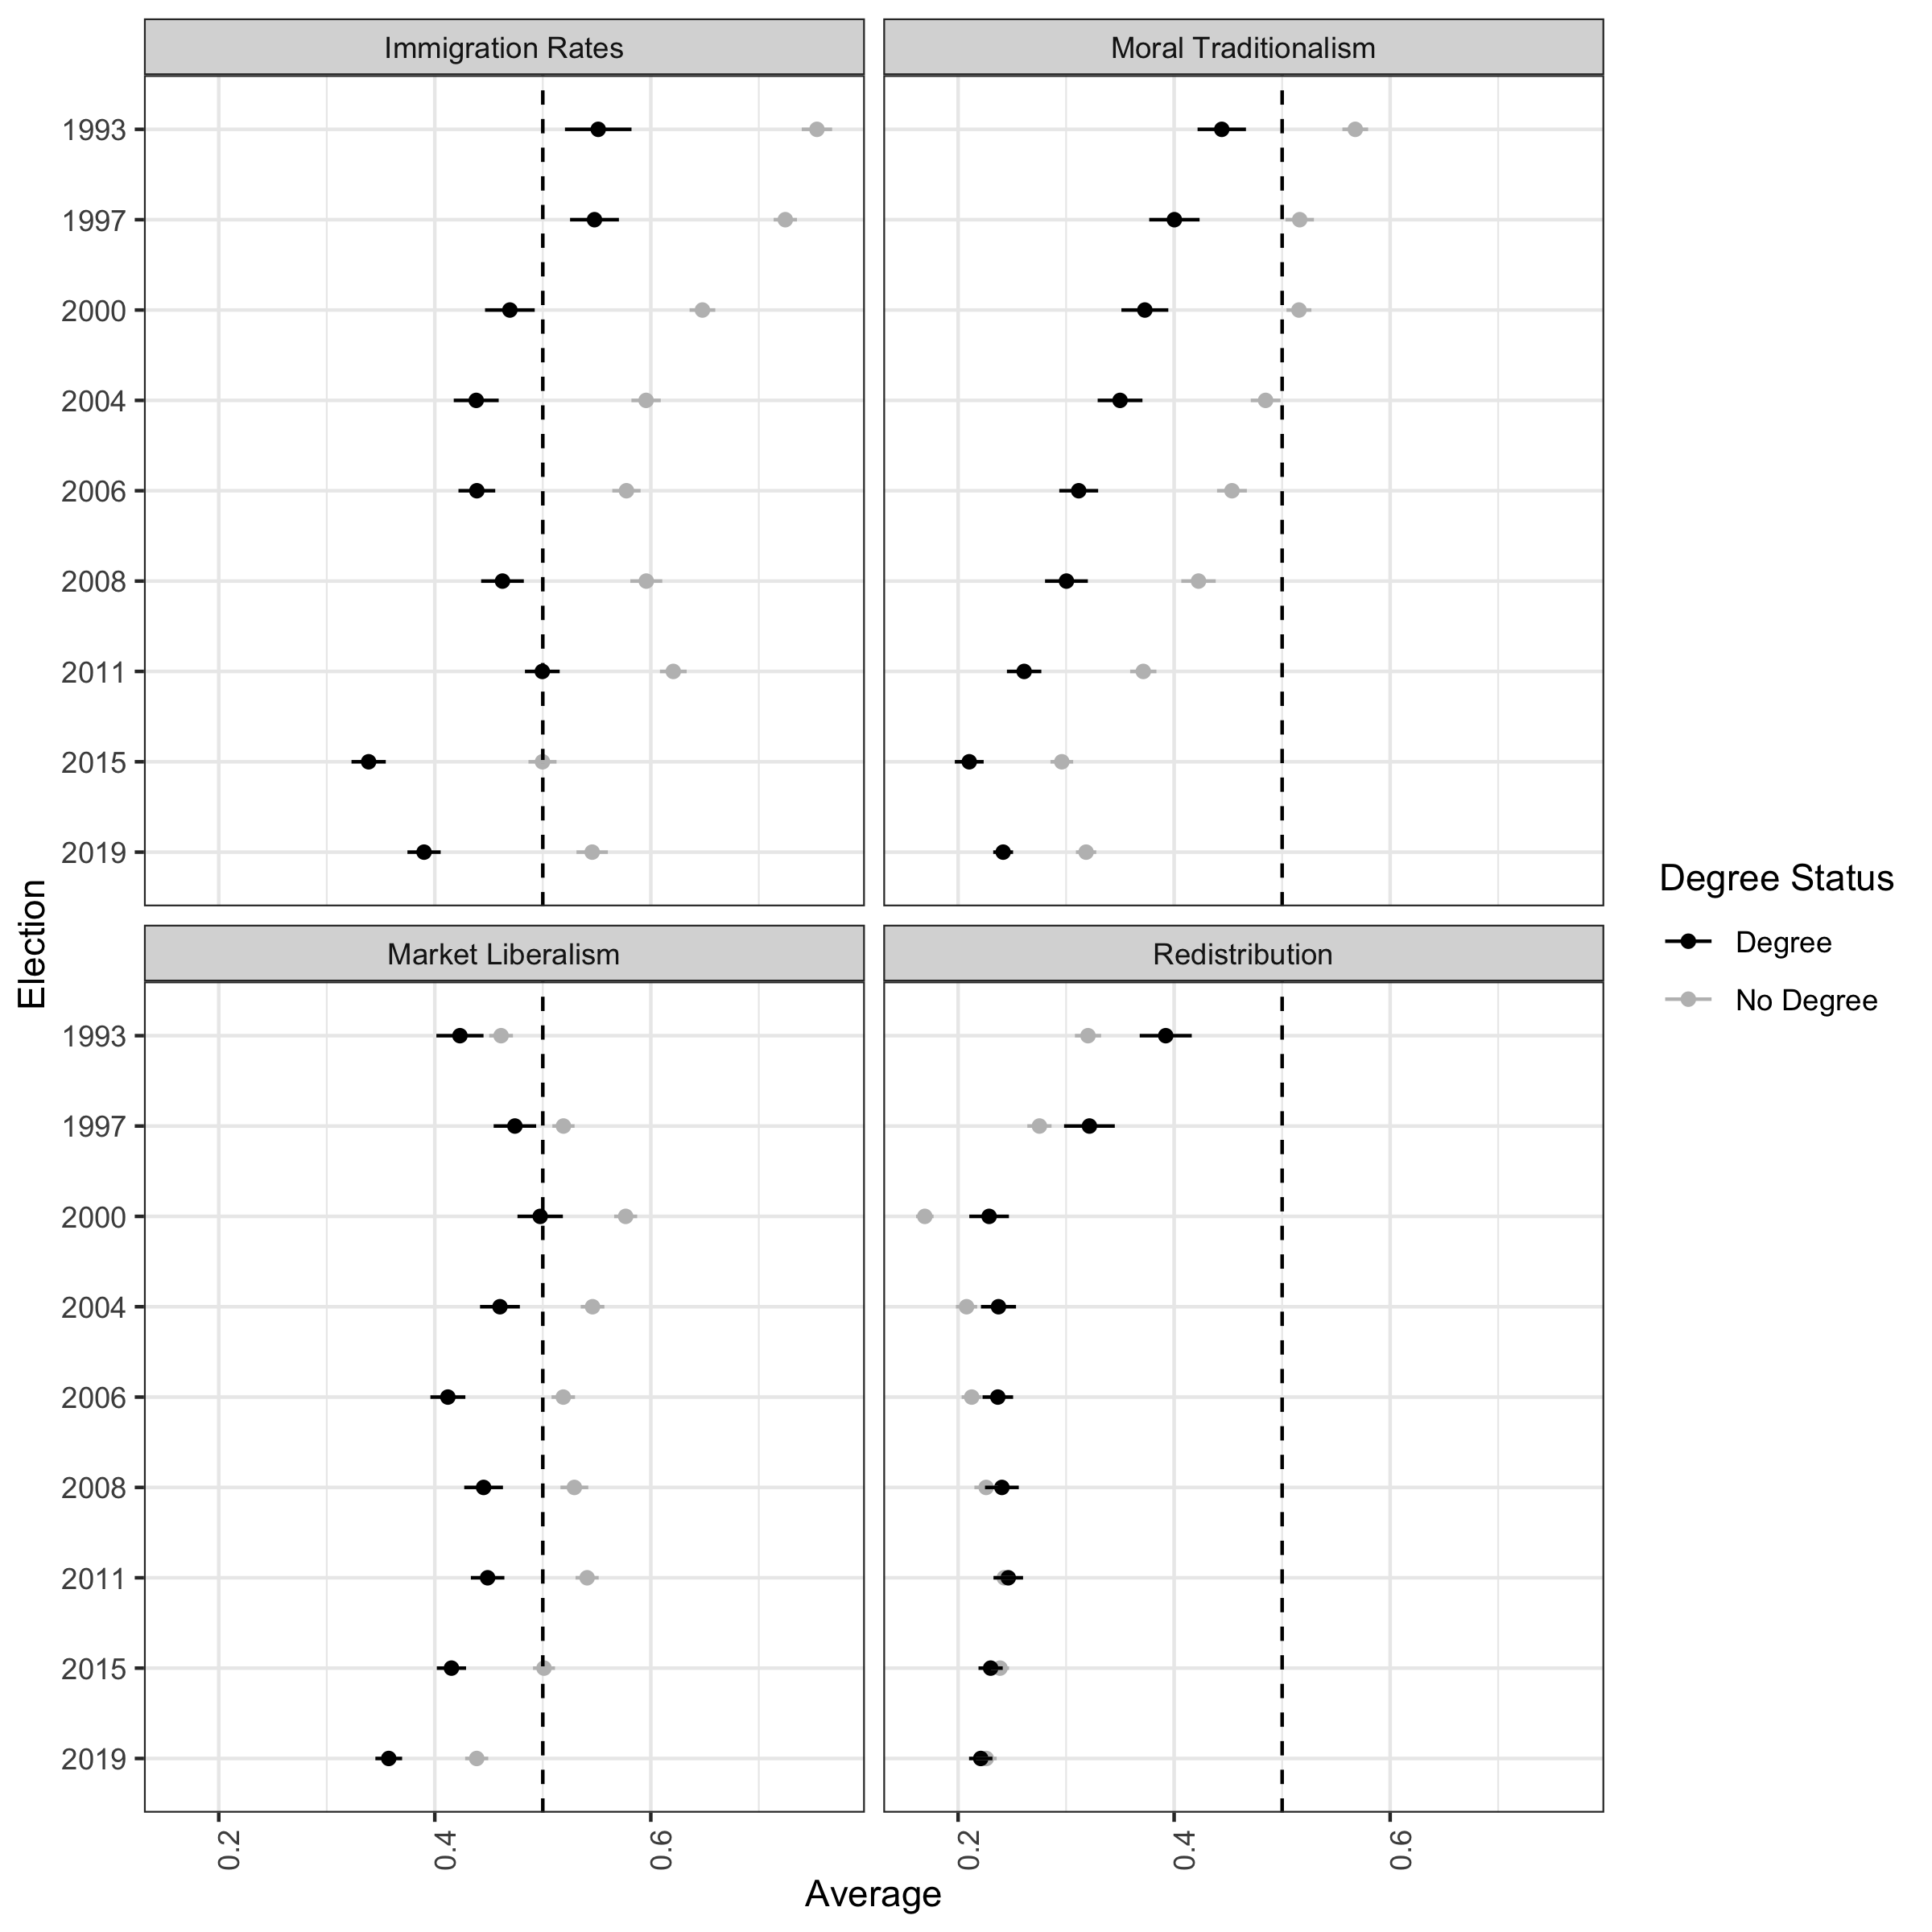 Immigration Rates
Moral Traditionalism
1993
1997
2000
2004
2006
2008
2011
2015
2019
Market Liberalism
Redistribution
1993
1997
2000
2004
2006
2008
2011
2015
2019
0.2
0.4
0.6
0.2
0.4
0.6
Average
Election
Degree Status
Degree
No Degree